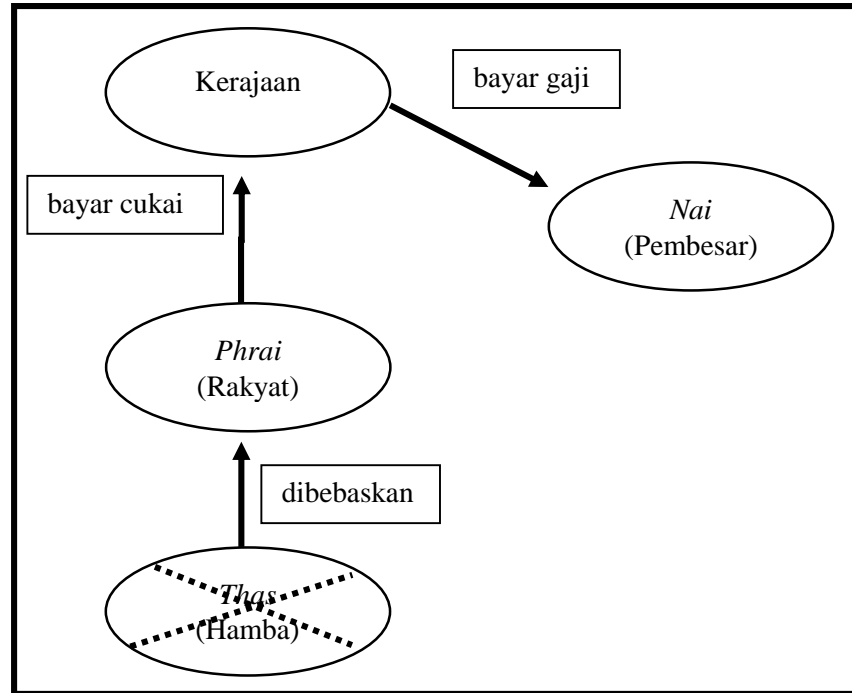 Kerajaan
bayar gaji
bayar cukai
Nai
(Pembesar)
Phrai
(Rakyat)
dibebaskan
Thas
(Hamba)